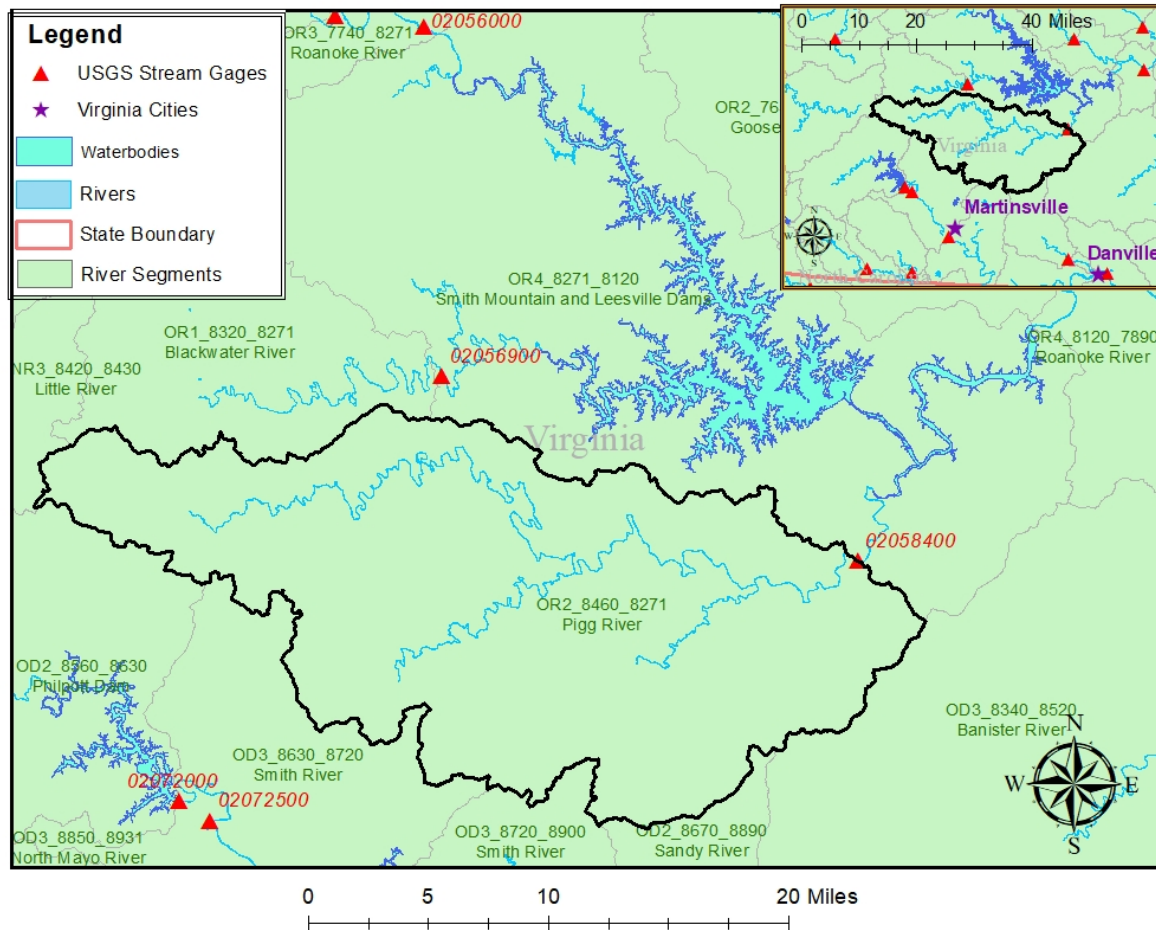 Legend
USGS Stream Gages
Virginia Cities
Waterbodies
Rivers
State Boundary
River Segments
OR3_7740_8271
Roanoke River
02056000
OR2_76
Goose
0 10 20 40 Miles
Virginia
Martinsville
Danville
N
W E
S
OR4_8271_8120
Smith Mountain and Leesville Dams
OR1_8320_8271
Blackwater River
02056900
OR4_8120_7890
Roanoke River
NR3_8420_8430
Little River
Virginia
02058400
OR2_8460_8271
Pigg River
OD2_8560_8630
Philpott Dam
OD3_8340_8520
Banister River
OD3_8630_8720
Smith River
02072000
02072500
N
W E
S
OD3_8850_8931
North Mayo River
OD3_8720_8900
Smith River
OD2_8670_8890
Sandy River
0 5 10 20 Miles